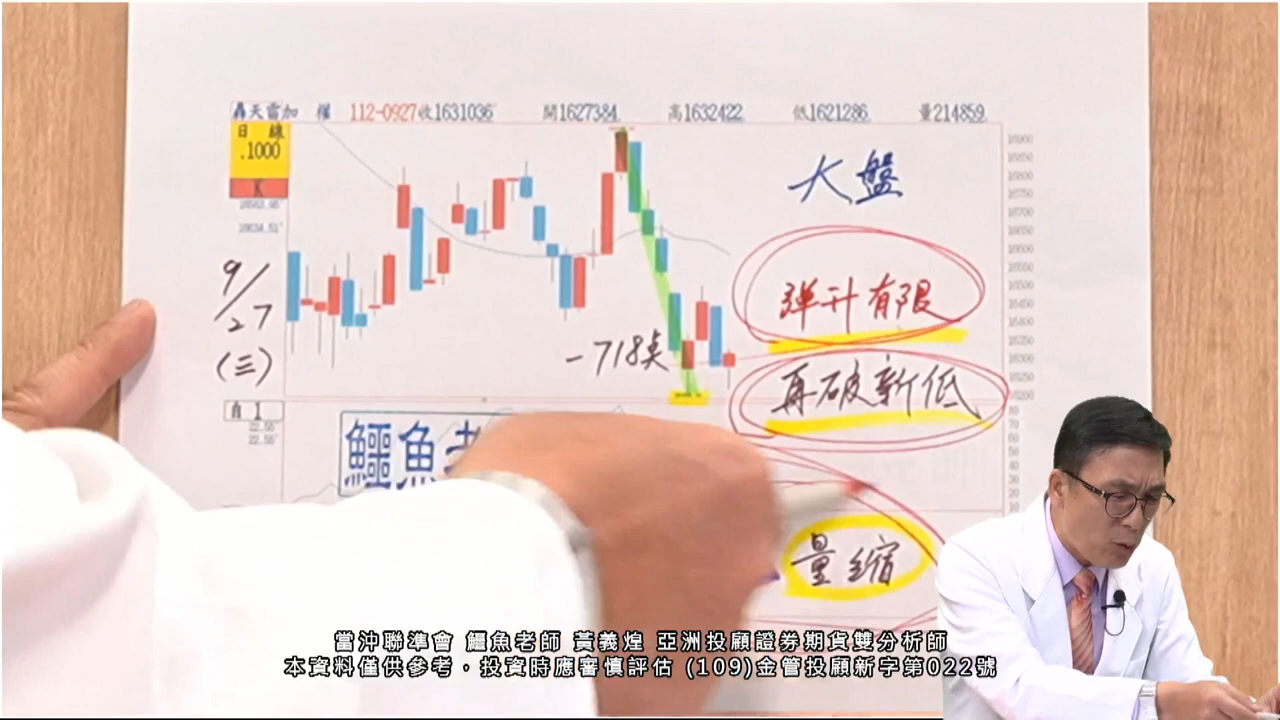 轟天雷加 權 112-0927收1631036 開1627384 高1632422 低1621286 量214859
日 線
.1000
K
大盤
9/27
(三)
彈升有限
-718点
再破新低
鱷魚老
量縮
當沖聯準會 鱷魚老師 黃義煌 亞洲投顧證券期貨雙分析師
本資料僅供參考，投資時應審慎評估 (109)金管投顧新字第022號